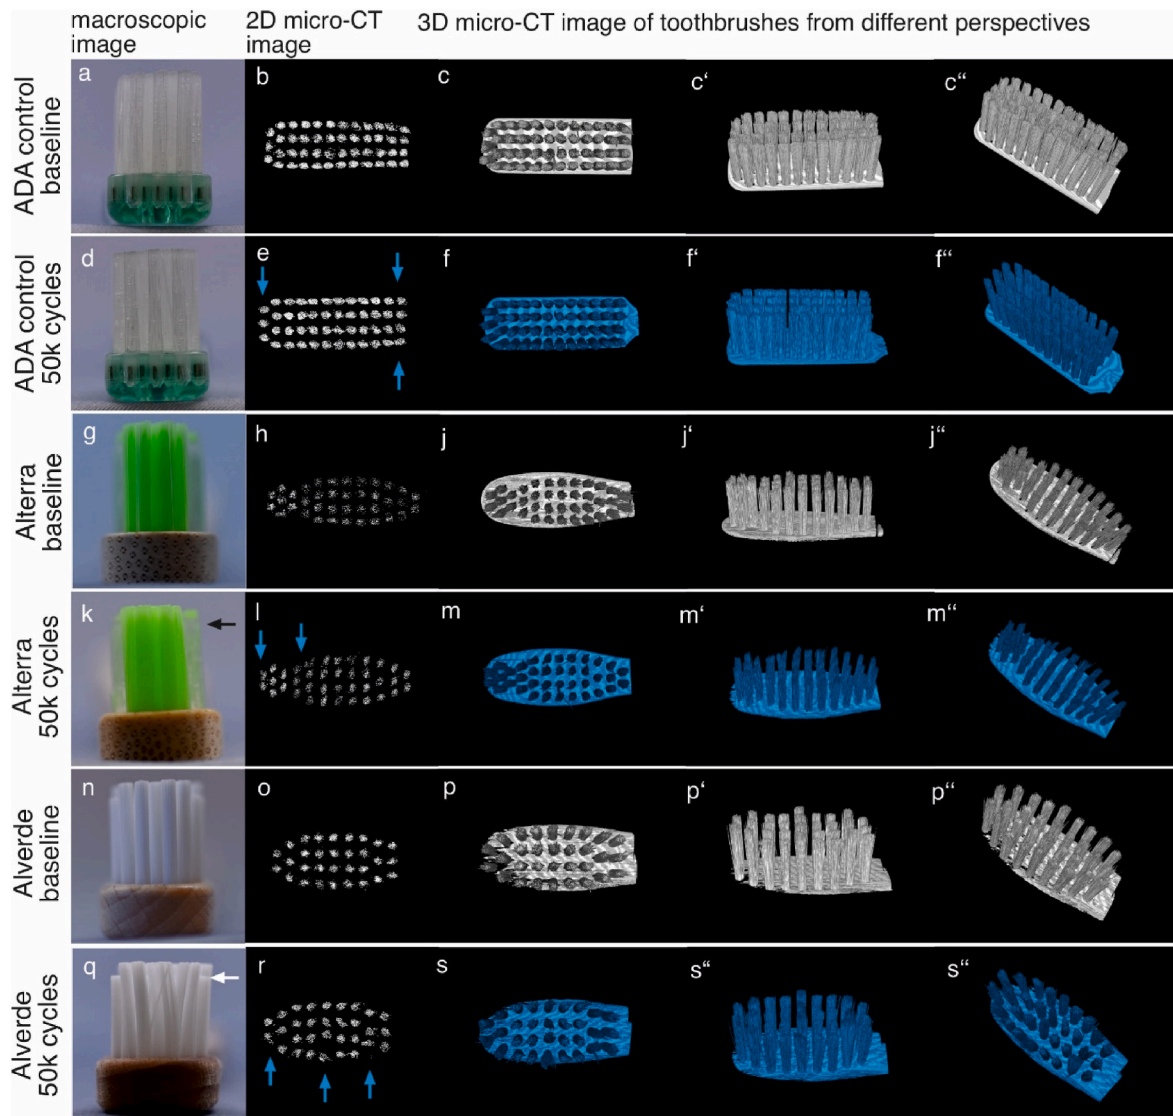 macroscopic image
2D micro-CT image
3D micro-CT image of toothbrushes from different perspectives
ADA control baseline
a
b
c
c‘
c“
ADA control 50k cycles
d
e
f
f‘
f“
Alterra baseline
g
h
j
j‘
j“
Alterra 50k cycles
k
l
m
m‘
m“
Alverde baseline
n
o
p
p‘
p“
Alverde 50k cycles
q
r
s
s“
s“